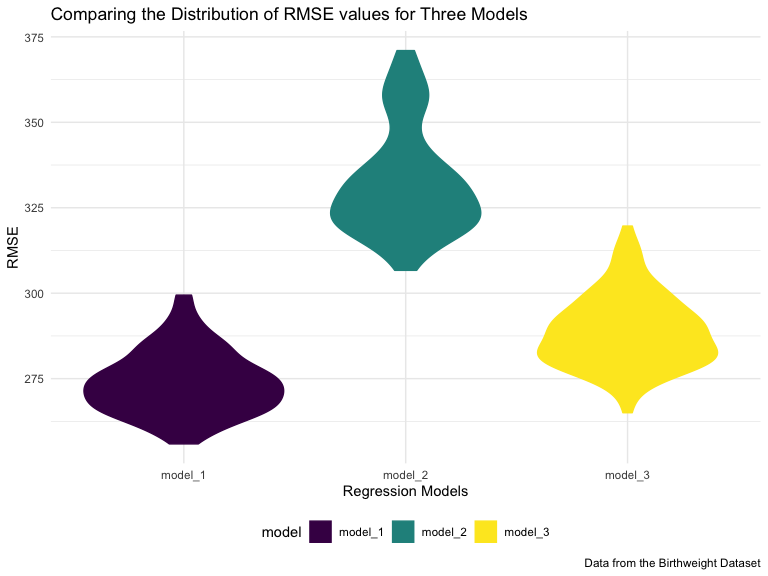 Comparing the Distribution of RMSE values for Three Models
375
350
325
300
275
RMSE
model_1 model_2 model_3
Regression Models
model model_1 model_2 model_3
Data from the Birthweight Dataset